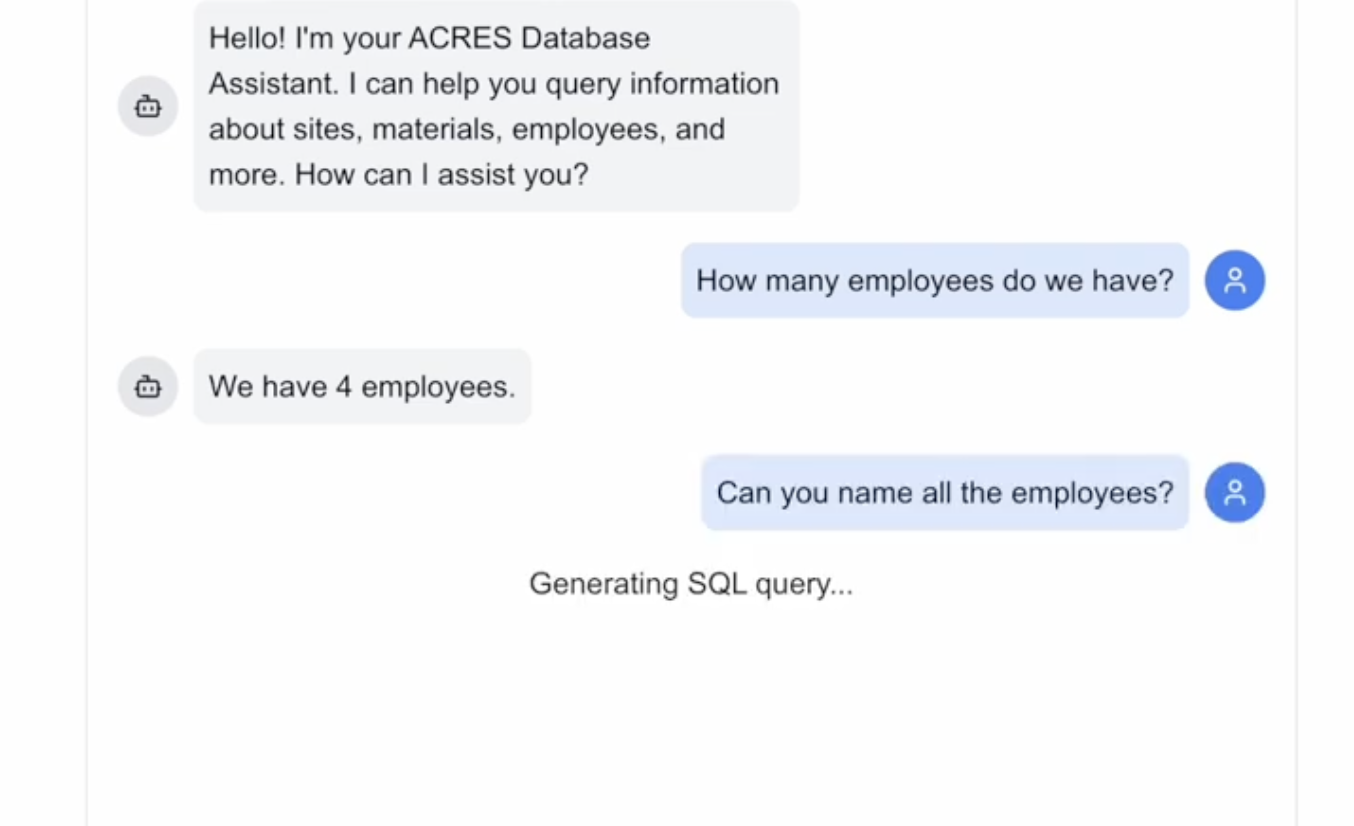 Hello! I'm your ACRES Database
Assistant. I can help you query information
about sites, materials, employees, and
more. How can I assist you?
How many employees do we have?
We have 4 employees.
Can you name all the employees?
Generating SQL query...